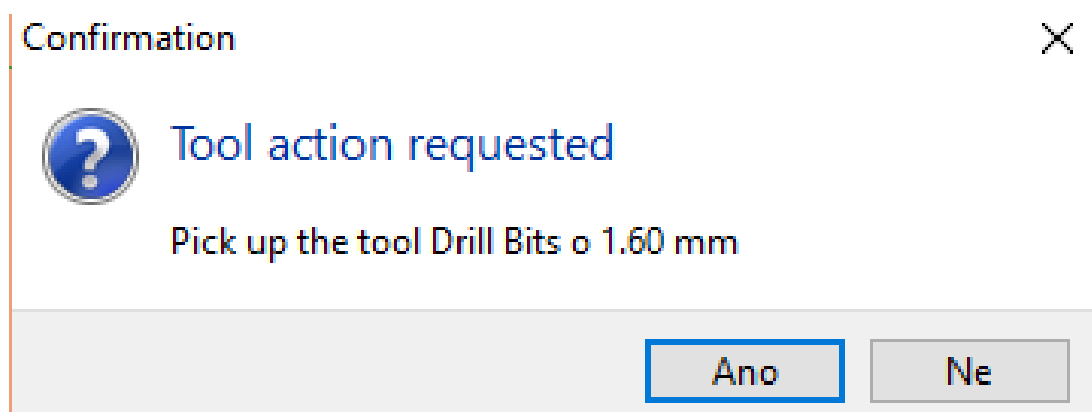 Confirmation
Tool action requested
Pick up the tool Drill Bits o 1.60 mm
Ano
Ne